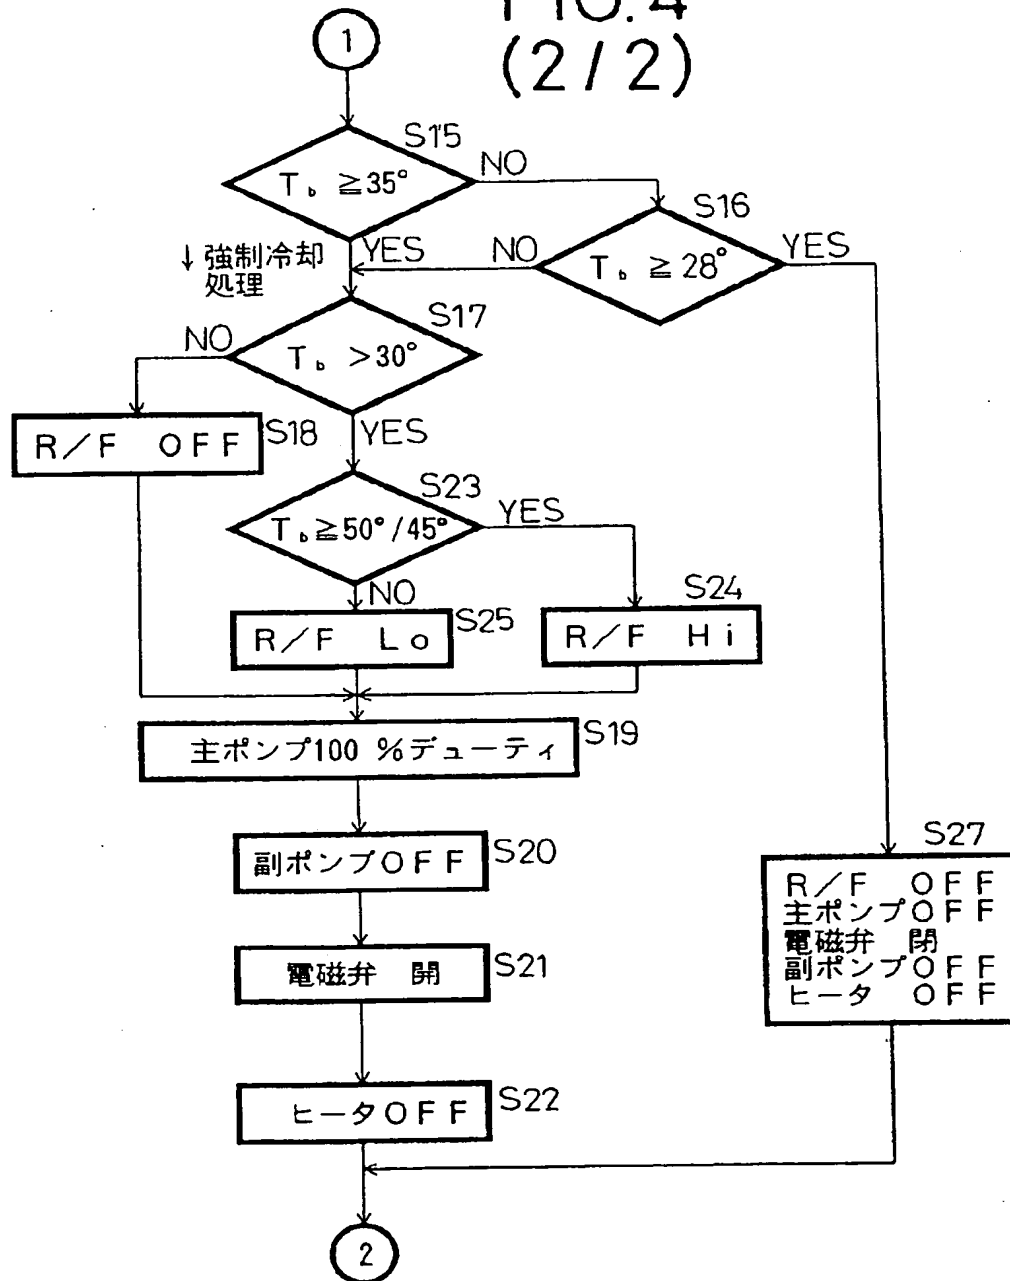 FIG.4
(2/2)
1
S15
T b ≧35°
NO
S16
T b ≧28°
YES
NO
YES
↓強制冷却
処理
S17
T b >30°
NO
YES
R/F OFF
S18
S23
T b ≧50°/45°
YES
NO
S24
R/F Hi
S25
R/F Lo
主ポンプ100 %デューティ
S19
副ポンプOFF
S20
電磁弁 開
S21
ヒータOFF
S22
S27
R/F OFF
主ポンプOFF
電磁弁 閉
副ポンプOFF
ヒータ OFF
2